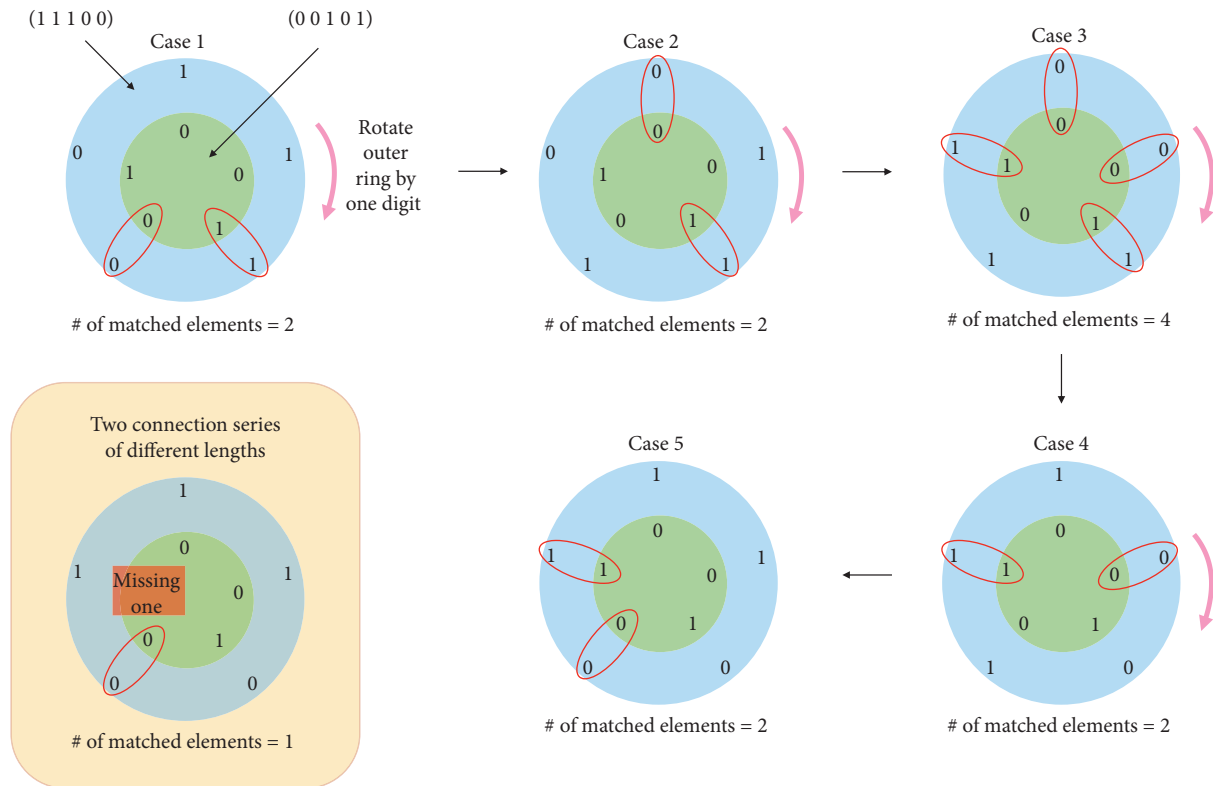 (1 1 1 0 0)
(0 0 1 0 1)
Case 1
1
0
1
0
1
0
0
1
0
1
# of matched elements = 2
Rotate
outer
ring by
one digit
Case 2
0
0
0
1
1
0
0
1
1
1
# of matched elements = 2
Case 3
0
0
1
1
0
0
0
1
1
1
# of matched elements = 4
Two connection series
of different lengths
1
0
1
Missing
one
0
1
0
1
0
0
# of matched elements = 1
Case 5
1
0
1
1
0
1
0
1
0
0
# of matched elements = 2
Case 4
1
0
1
1
0
0
0
1
1
0
# of matched elements = 2